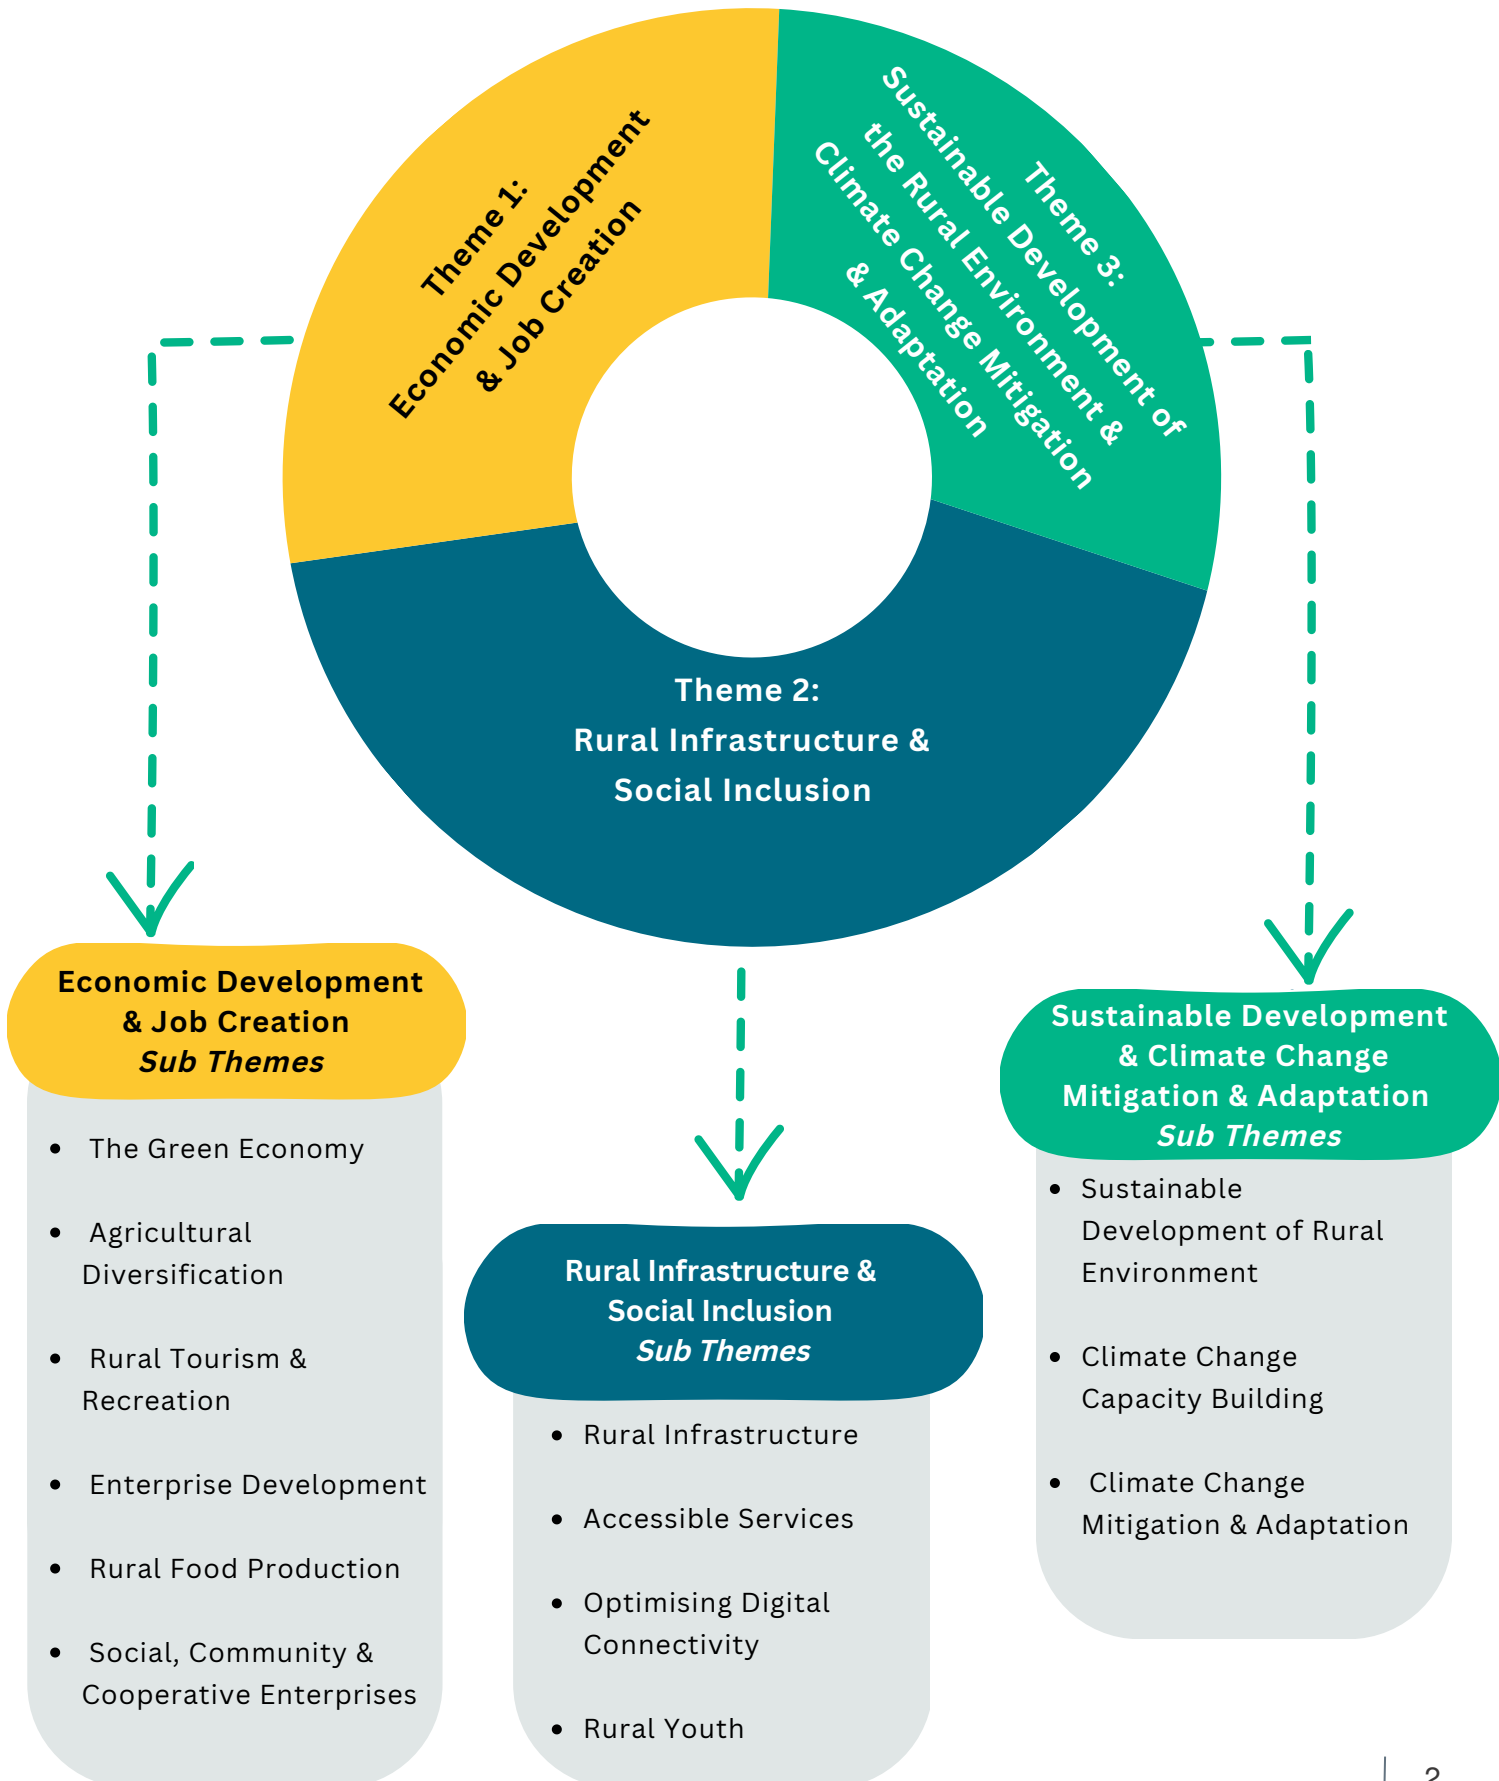 Theme 1:
Economic Development
& Job Creation
Theme 3:
Sustainable Development of
the Rural Environment &
Climate Change Mitigation
& Adaptation
Theme 2:
Rural Infrastructure &
Social Inclusion
Economic Development
& Job Creation
Sub Themes
• The Green Economy
• Agricultural
Diversification
• Rural Tourism &
Recreation
• Enterprise Development
• Rural Food Production
• Social, Community &
Cooperative Enterprises
Rural Infrastructure &
Social Inclusion
Sub Themes
• Rural Infrastructure
• Accessible Services
• Optimising Digital
Connectivity
• Rural Youth
Sustainable Development
& Climate Change
Mitigation & Adaptation
Sub Themes
• Sustainable
Development of Rural
Environment
• Climate Change
Capacity Building
• Climate Change
Mitigation & Adaptation
2